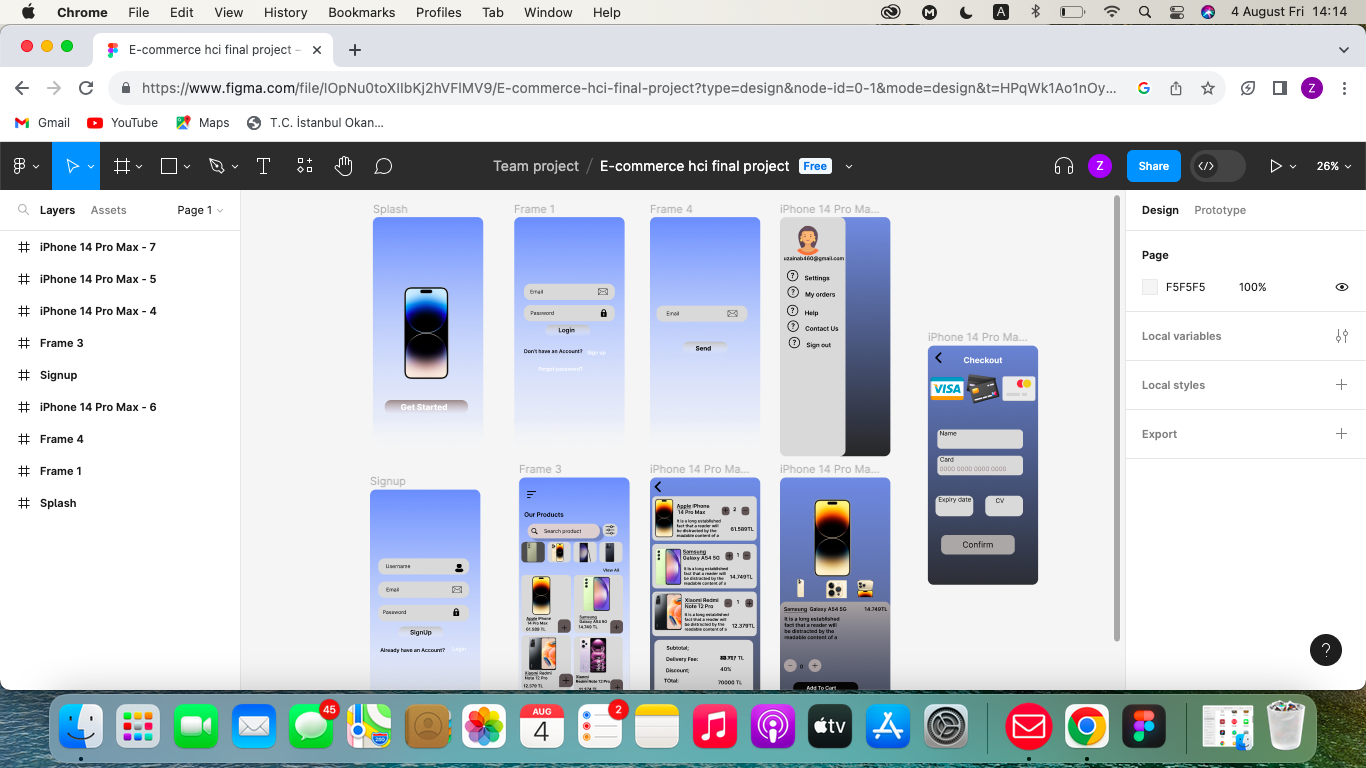 Chrome File Edit View History Bookmarks Profiles Tab Window Help A 4 August Fri 14:14
E-commerce hci final project –
https://www.figma.com/file/IOpNu0toXIIbKj2hVFlMV9/E-commerce-hci-final-project?type=design&node-id=0-1&mode=design&t=HPqWk1Ao1nOy... Z
Gmail YouTube Maps T.C. İstanbul Okan...
Team project / E-commerce hci final project Free Z Share 26%
Layers Assets Page 1
iPhone 14 Pro Max - 7
iPhone 14 Pro Max - 5
iPhone 14 Pro Max - 4
Frame 3
Signup
iPhone 14 Pro Max - 6
Frame 4
Frame 1
Splash
Splash
Get Started
Frame 1
Email
Password
Login
Don't have an Account? Sign up
Forgot password?
Frame 4
Email
Send
iPhone 14 Pro Ma...
uzainab460@gmail.com
? Settings
? My orders
? Help
? Contact Us
? Sign out
iPhone 14 Pro Ma...
Checkout
VISA
Name
Card
0000 0000 0000 0000
Expiry date CV
Confirm
Signup
Username
Email
Password
SignUp
Already have an Account? Login
Frame 3
Our Products
Search product
View All
Apple iPhone
14 Pro Max
61.589 TL
Samsung
Galaxy A54 5G
14.749 TL
Xiaomi Redmi
Note 12 Pro
12.379 TL
Xiaomi Redmi
Note 12 Pro
iPhone 14 Pro Ma...
Apple iPhone
14 Pro Max
2
It is a long established
fact that a reader will
be distracted by the
readable content of a
61.589TL
Samsung
Galaxy A54 5G
1
It is a long established
fact that a reader will
be distracted by the
readable content of a
14.749TL
Xiaomi Redmi
Note 12 Pro
1
It is a long established
fact that a reader will
be distracted by the
readable content of a
12.379TL
Subtotal;
Delivery Fee: TL
Discount; 40%
TOtal: 70000 TL
iPhone 14 Pro Ma...
Samsung Galaxy A54 5G 14.749TL
It is a long established
fact that a reader will
be distracted by the
readable content of a
0
Add To Curt
Design Prototype
Page
F5F5F5 100%
Local variables
Local styles
Export
?
45
AUG
4
2
tv